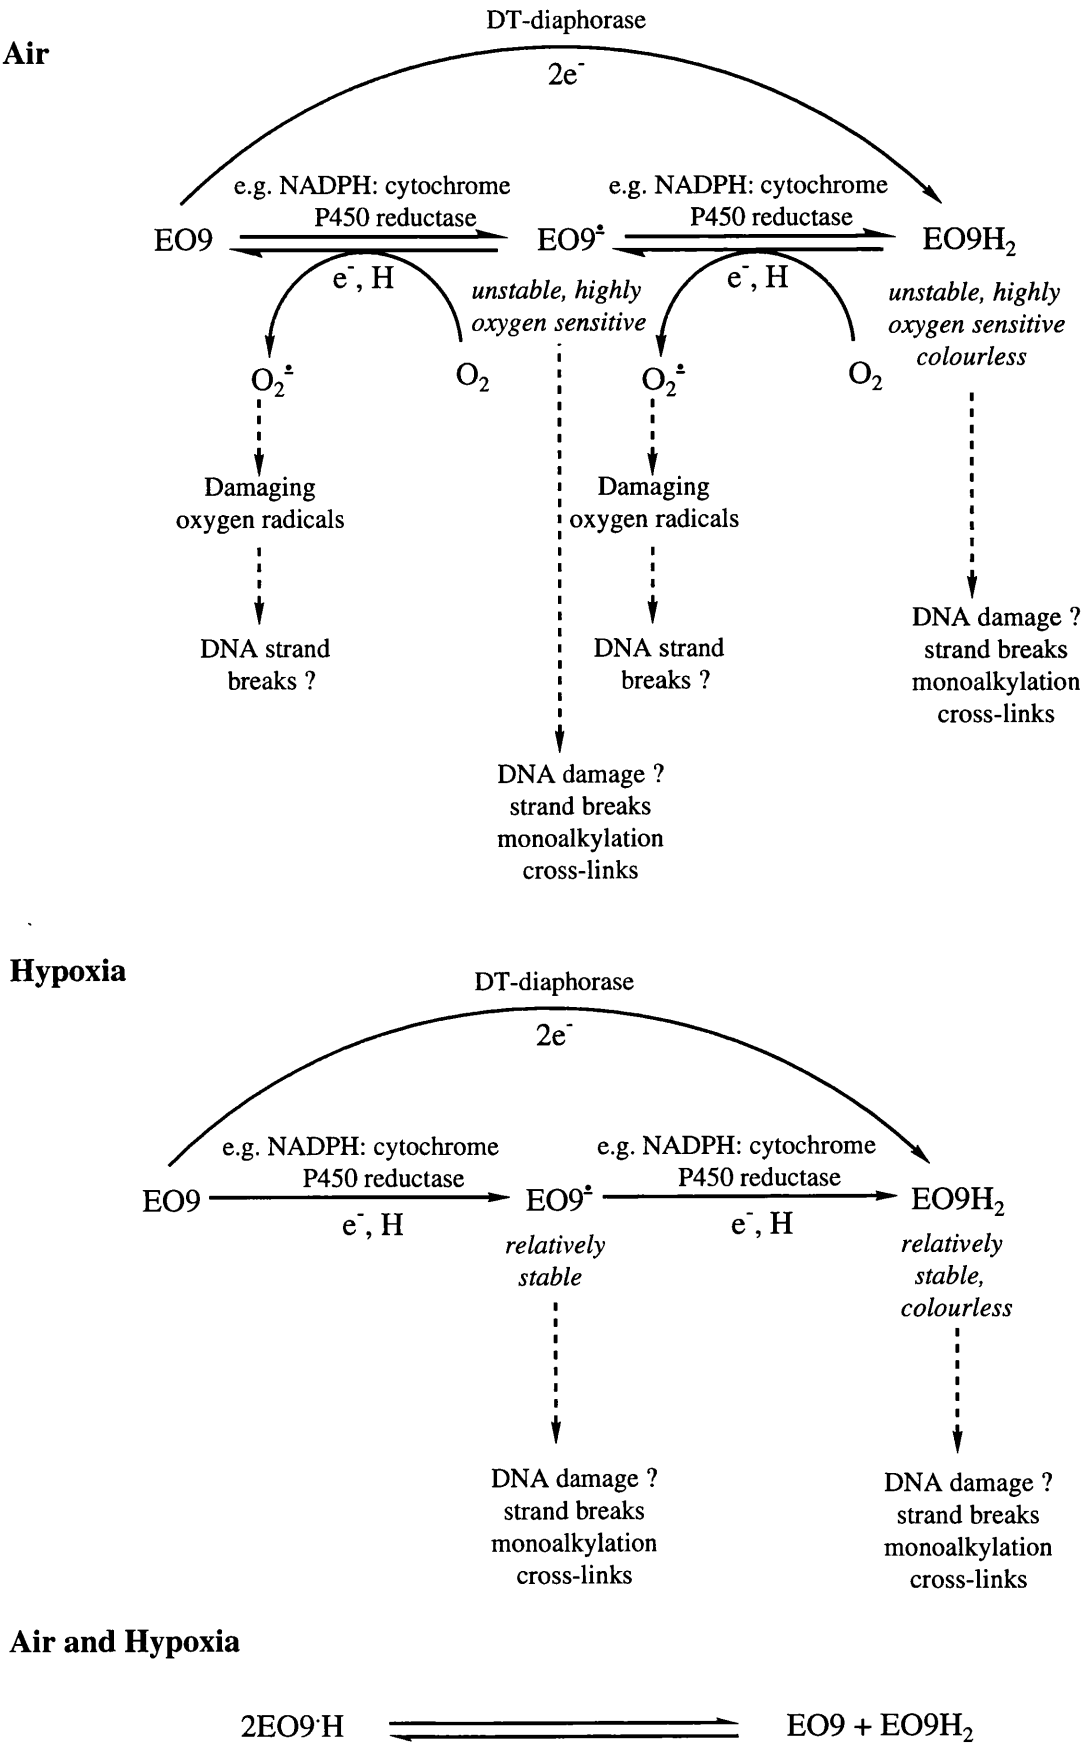 Air
DT-diaphorase
2e⁻
e.g. NADPH: cytochrome
P450 reductase
e.g. NADPH: cytochrome
P450 reductase
EO9
EO9∸
EO9H₂
e⁻, H
e⁻, H
unstable, highly
oxygen sensitive
unstable, highly
oxygen sensitive
colourless
O₂∸
O₂
O₂∸
O₂
Damaging
oxygen radicals
Damaging
oxygen radicals
DNA strand
breaks ?
DNA strand
breaks ?
DNA damage ?
strand breaks
monoalkylation
cross-links
DNA damage ?
strand breaks
monoalkylation
cross-links
Hypoxia
DT-diaphorase
2e⁻
e.g. NADPH: cytochrome
P450 reductase
e.g. NADPH: cytochrome
P450 reductase
EO9
EO9∸
EO9H₂
e⁻, H
e⁻, H
relatively
stable
relatively
stable,
colourless
DNA damage ?
strand breaks
monoalkylation
cross-links
DNA damage ?
strand breaks
monoalkylation
cross-links
Air and Hypoxia
2EO9·H
EO9 + EO9H₂